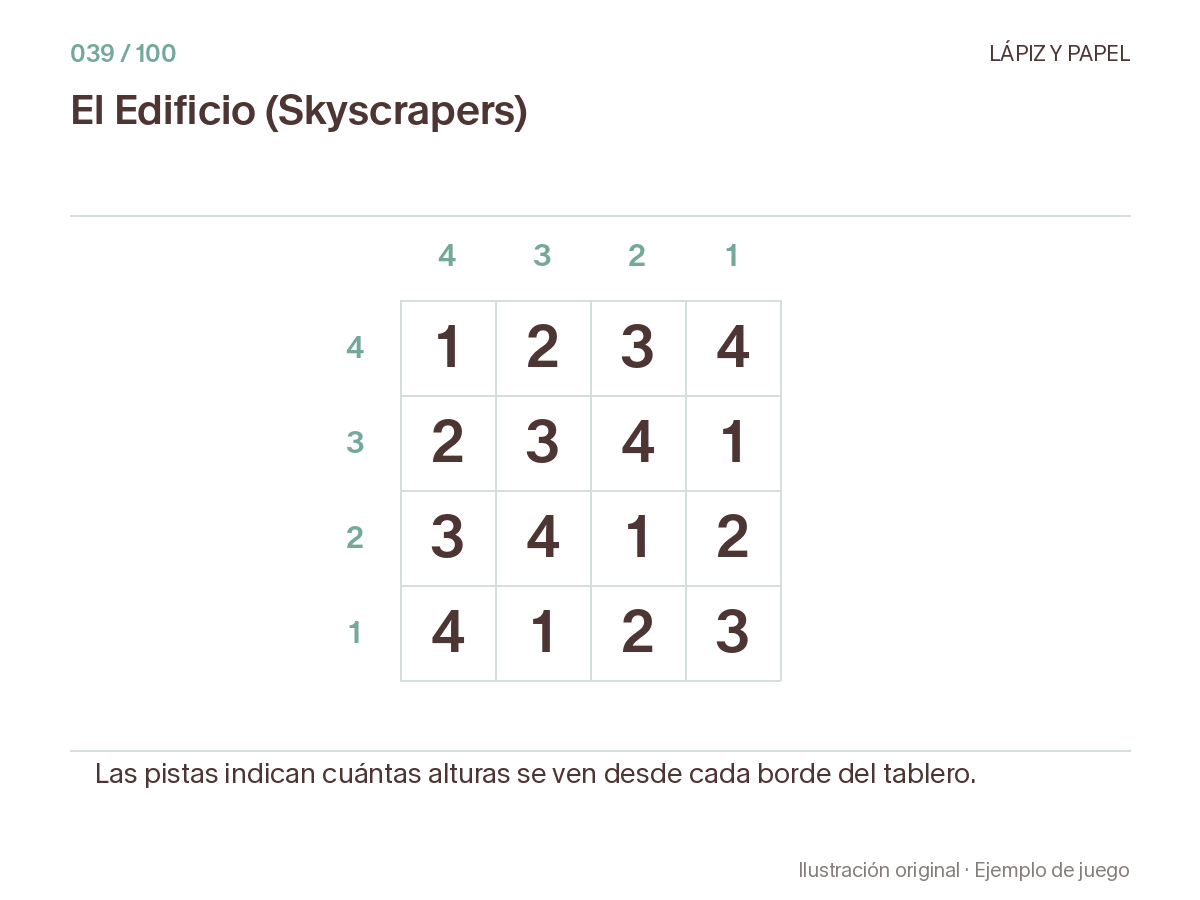 039 / 100
LÁPIZ Y PAPEL
El Edificio (Skyscrapers)
4 3 2 1
4 1 2 3 4
3 2 3 4 1
2 3 4 1 2
1 4 1 2 3
Las pistas indican cuántas alturas se ven desde cada borde del tablero.
Ilustración original · Ejemplo de juego